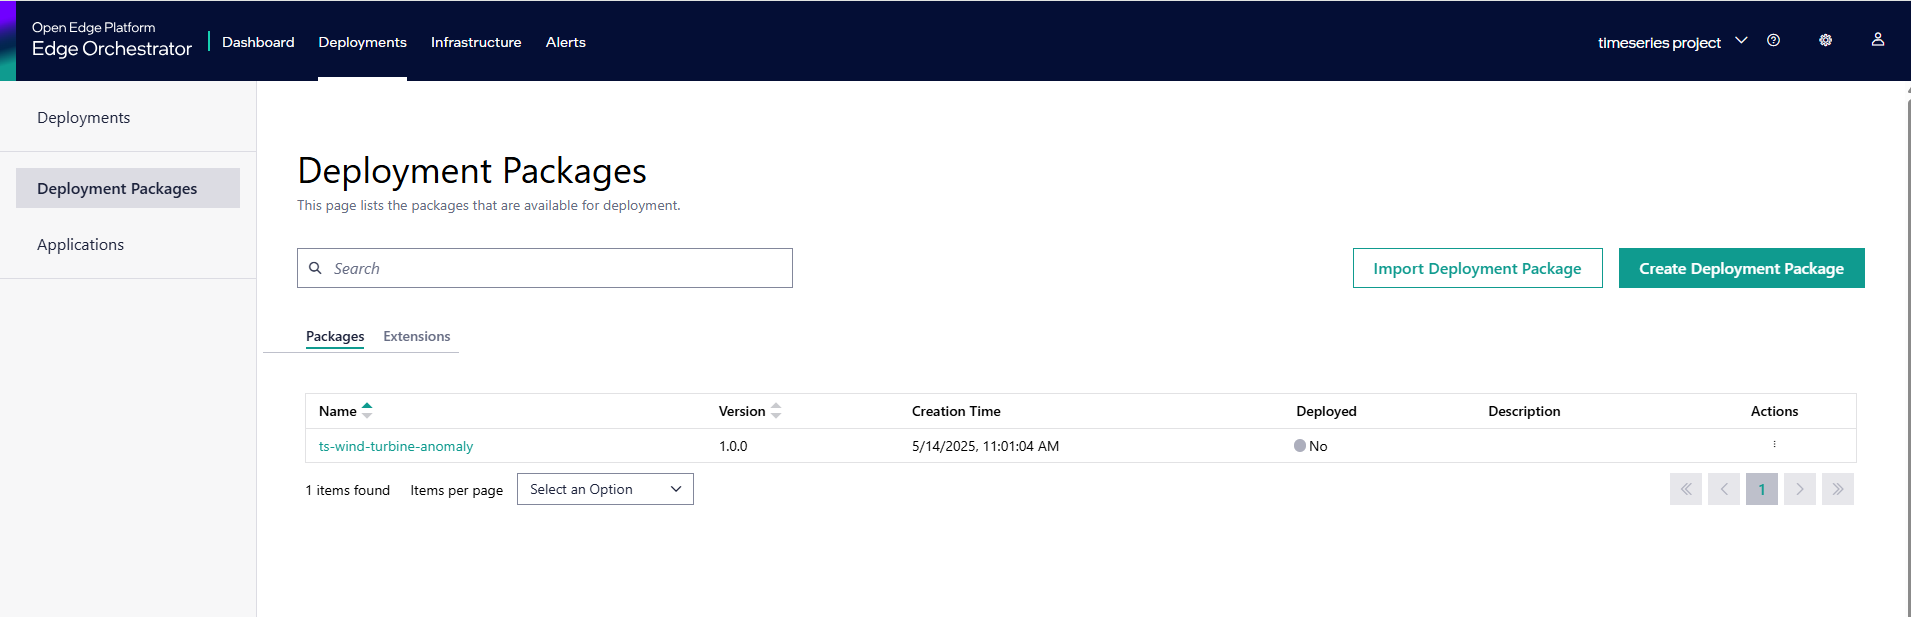 Open Edge Platform
Edge Orchestrator
Dashboard Deployments Infrastructure Alerts
timeseries project
Deployments
Deployment Packages
Applications
Deployment Packages
This page lists the packages that are available for deployment.
Search
Import Deployment Package
Create Deployment Package
Packages Extensions
Name Version Creation Time Deployed Description Actions
ts-wind-turbine-anomaly 1.0.0 5/14/2025, 11:01:04 AM No
1 items found Items per page Select an Option 1